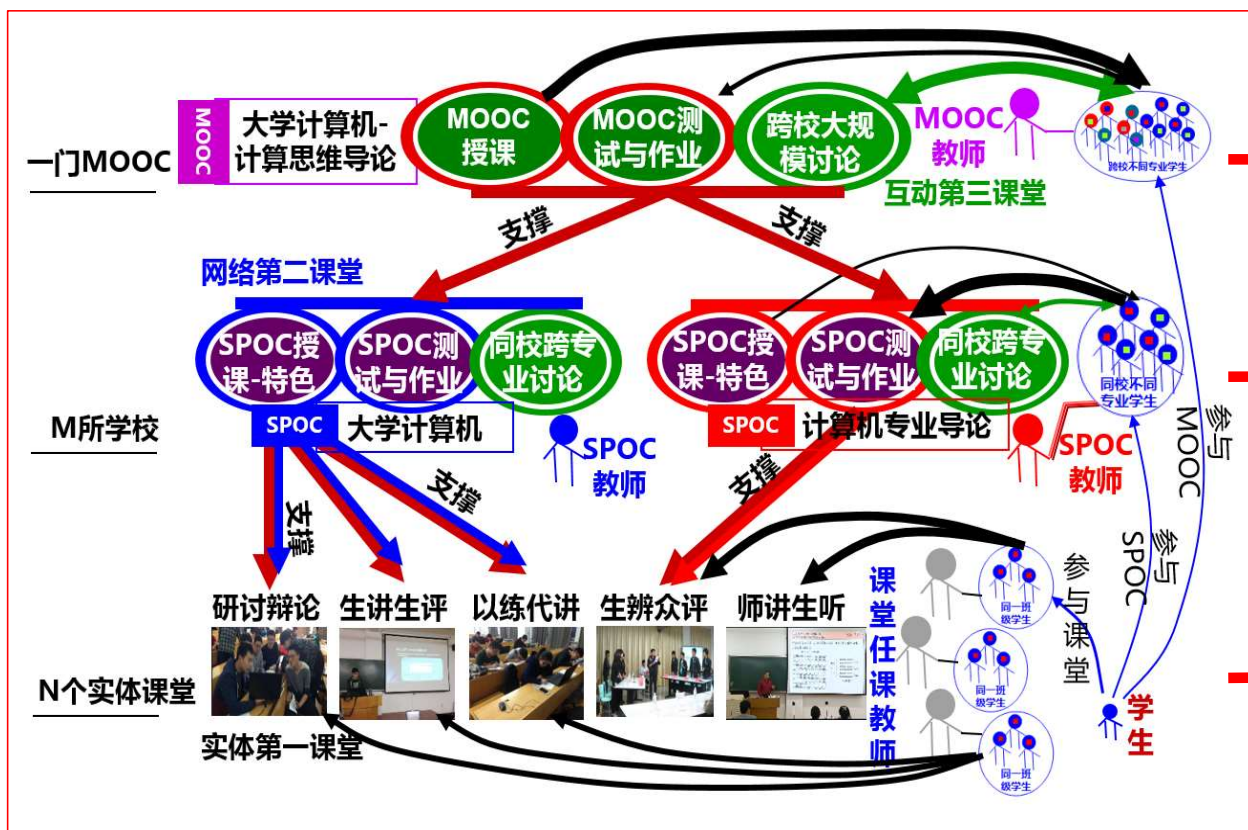 MOOC
大学计算机-
计算思维导论
MOOC
授课
MOOC测
试与作业
跨校大规
模讨论
MOOC
教师
跨校不同专业学生
一门MOOC
互动第三课堂
支撑
支撑
网络第二课堂
SPOC授
课-特色
SPOC测
试与作业
同校跨专
业讨论
SPOC授
课-特色
SPOC测
试与作业
同校跨专
业讨论
同校不同
专业学生
M所学校
SPOC
大学计算机
SPOC
教师
SPOC
计算机专业导论
SPOC
教师
参与
MOOC
支撑
支撑
支撑
参与
SPOC
研讨辩论
生讲生评
以练代讲
生辨众评
师讲生听
课堂任课教师
同一班
级学生
同一班
级学生
同一班
级学生
参与课堂
学生
N个实体课堂
实体第一课堂